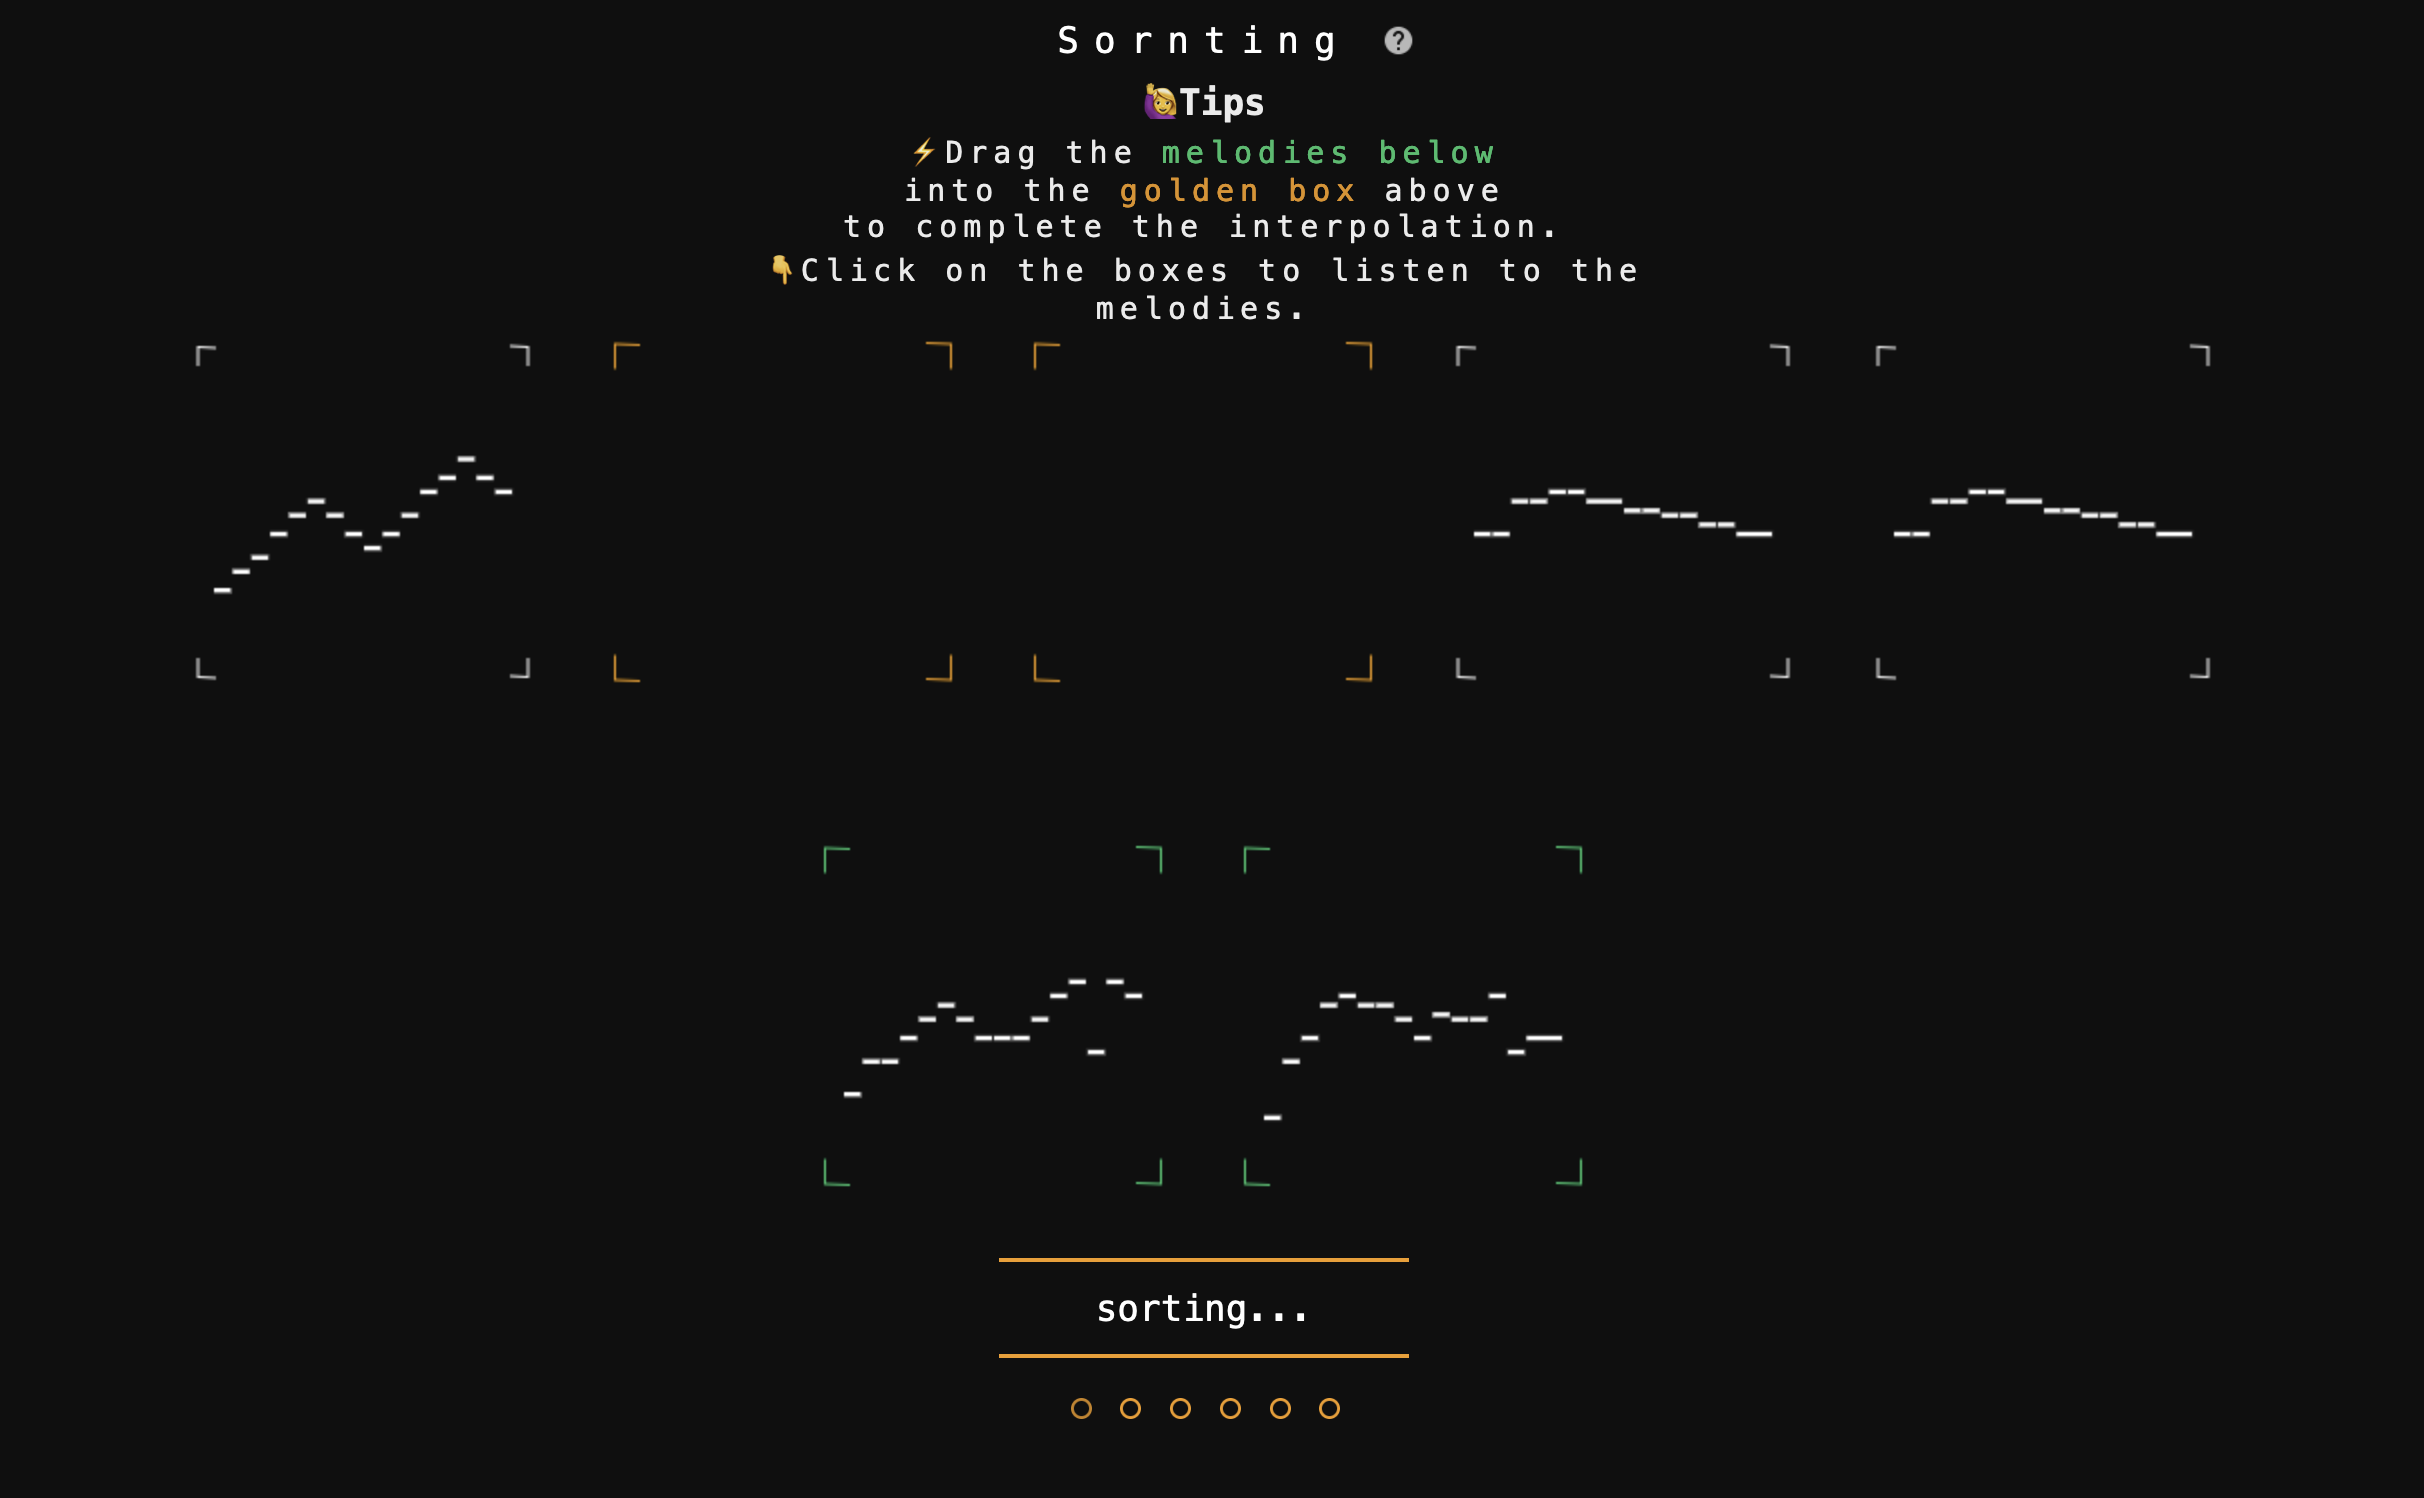 Sornting ?
🙋‍♀️Tips
⚡Drag the melodies below
into the golden box above
to complete the interpolation.
👇Click on the boxes to listen to the
melodies.
sorting...